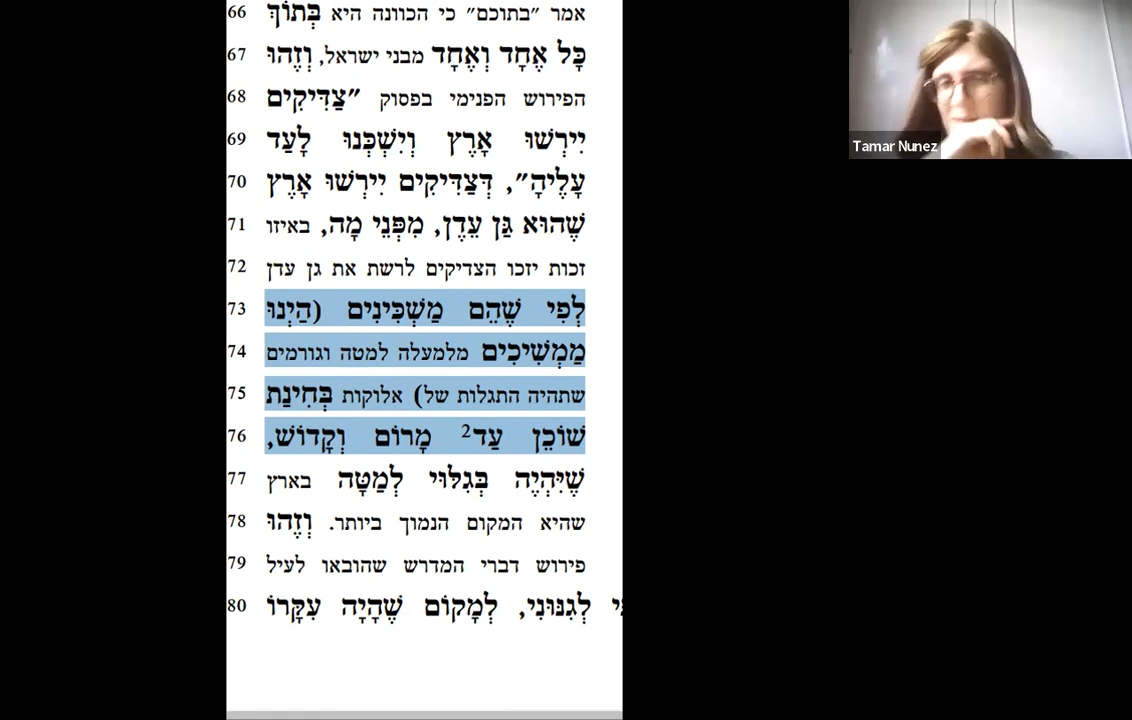 66 אמר ״בתוכם״ כי הכוונה היא בְּתוֹךְ
67 כָּל אֶחָד וְאֶחָד מבני ישראל, וְזֶהוּ
68 הפירוש הפנימי בפסוק ״צַדִּיקִים
69 יִירְשׁוּ אָרֶץ וְיִשְׁכְּנוּ לָעַד
70 עָלֶיהָ״, דְּצַדִּיקִים יִירְשׁוּ אָרֶץ
71 שֶׁהוּא גַּן עֵדֶן, מִפְּנֵי מָה, באיזו
72 זכות יזכו הצדיקים לרשת את גן עדן
73 לְפִי שֶׁהֵם מַשְׁכִּינִים (הַיְנוּ
74 מַמְשִׁיכִים מלמעלה למטה וגורמים
75 שתהיה התגלות של) אלוקות בְּחִינַת
76 שׁוֹכֵן עַד2 מָרוֹם וְקָדוֹשׁ,
77 שֶׁיִּהְיֶה בְּגִלּוּי לְמַטָּה בארץ
78 שהיא המקום הנמוך ביותר. וְזֶהוּ
79 פירוש דברי המדרש שהובאו לעיל
80 לְגִנּוּנִי, לְמָקוֹם שֶׁהָיָה עִקָּרוֹ
Tamar Nunez